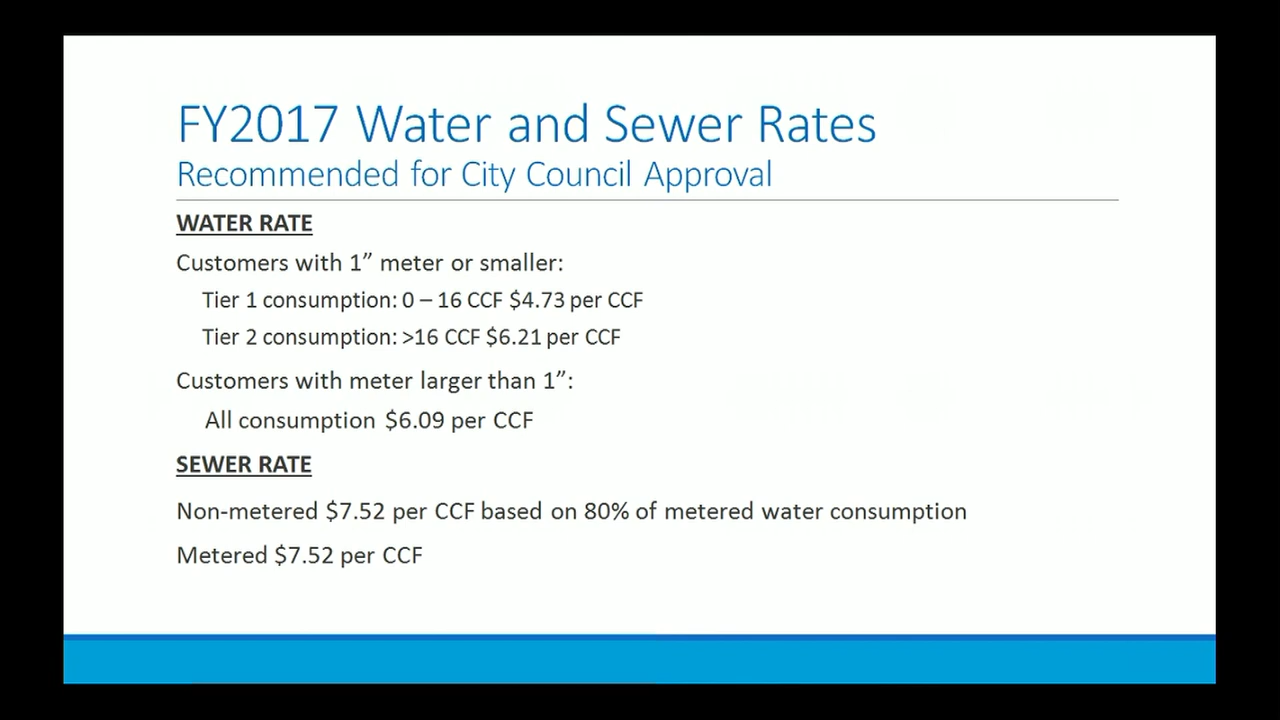 FY2017 Water and Sewer Rates
Recommended for City Council Approval
WATER RATE
Customers with 1” meter or smaller:
Tier 1 consumption: 0 – 16 CCF $4.73 per CCF
Tier 2 consumption: >16 CCF $6.21 per CCF
Customers with meter larger than 1”:
All consumption $6.09 per CCF
SEWER RATE
Non-metered $7.52 per CCF based on 80% of metered water consumption
Metered $7.52 per CCF